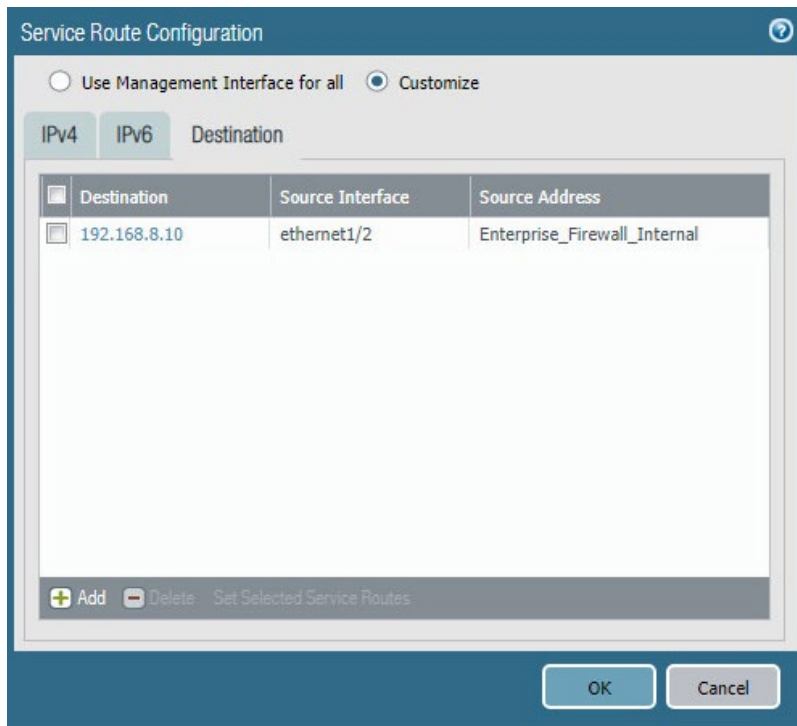 Service Route Configuration
Use Management Interface for all Customize
IPv4 IPv6 Destination
Destination Source Interface Source Address
192.168.8.10 ethernet1/2 Enterprise_Firewall_Internal
Add Delete Set Selected Service Routes
OK Cancel